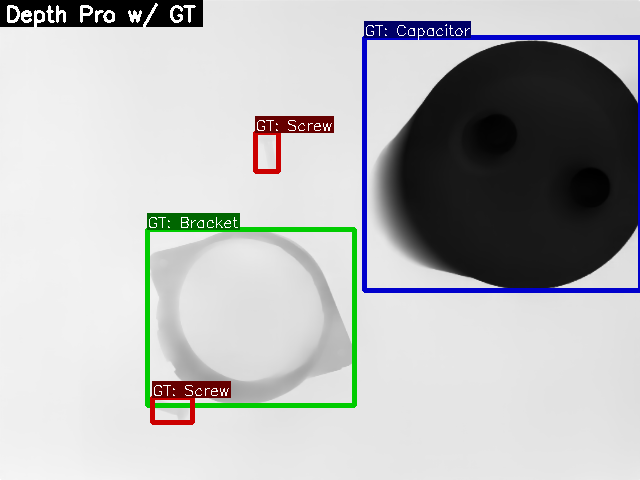 Depth Pro w/ GT
GT: Capacitor
GT: Screw
GT: Bracket
GT: Screw